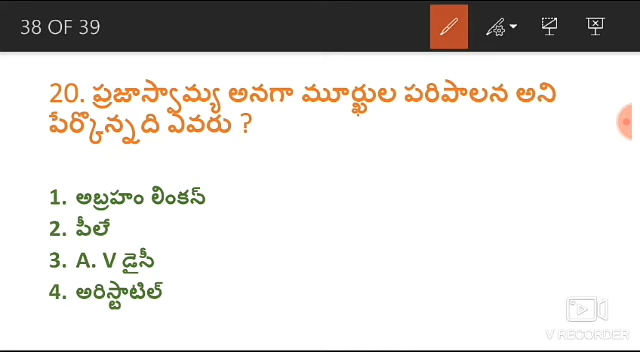 38 OF 39
20. ప్రజాస్వామ్య అనగా మూర్ఖుల పరిపాలన అని
పేర్కొన్నది ఎవరు ?
1. అబ్రహం లింకన్
2. పీలే
3. A. V డైసీ
4. అరిస్టాటిల్
V RECORDER